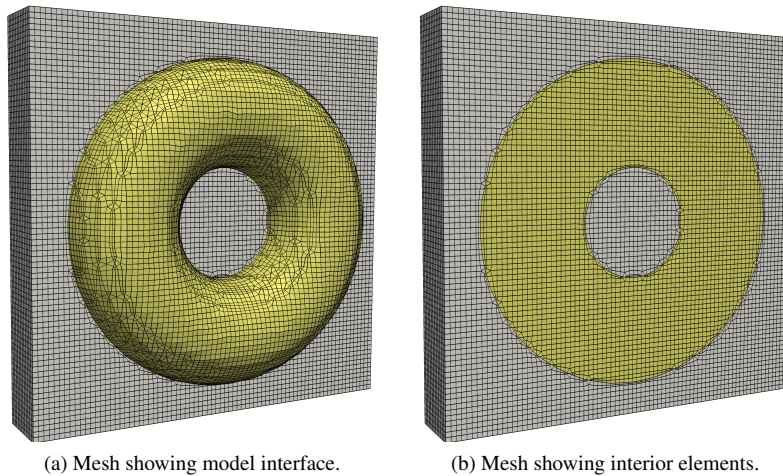 (a) Mesh showing model interface.
(b) Mesh showing interior elements.